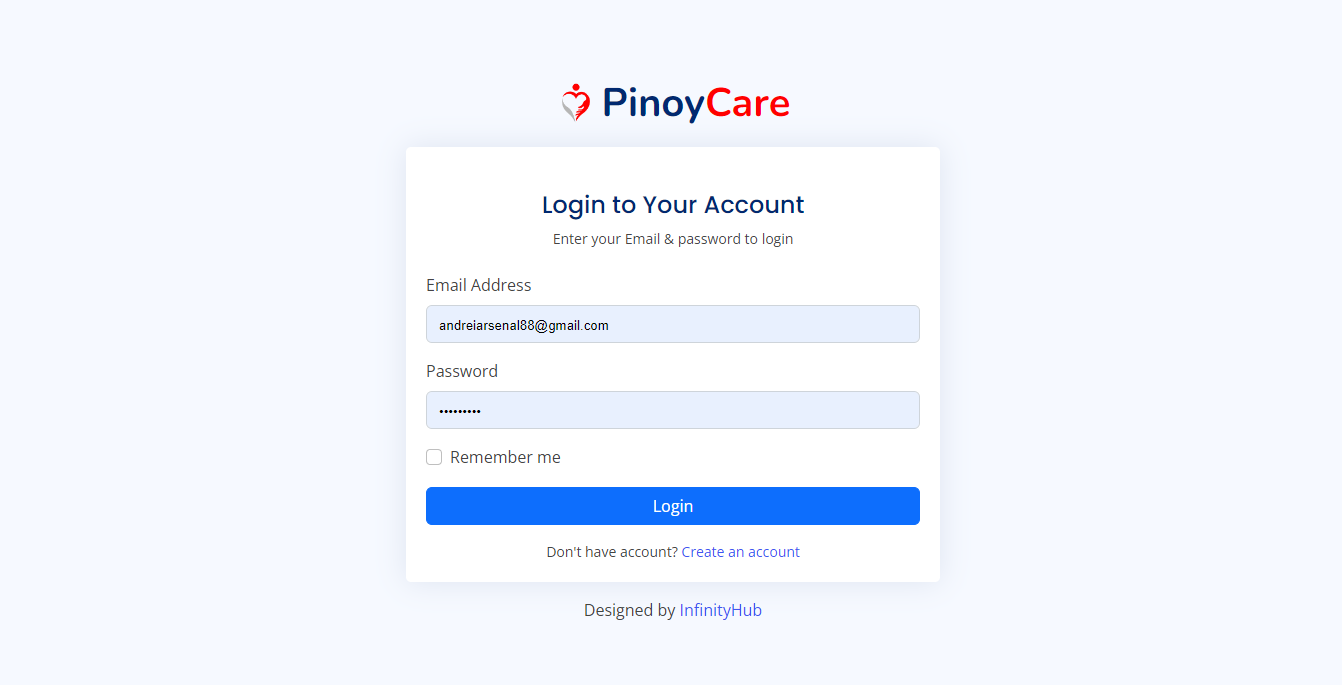 PinoyCare
Login to Your Account
Enter your Email & password to login
Email Address
andreiarsenal88@gmail.com
Password
•••••••••
Remember me
Login
Don't have account? Create an account
Designed by InfinityHub